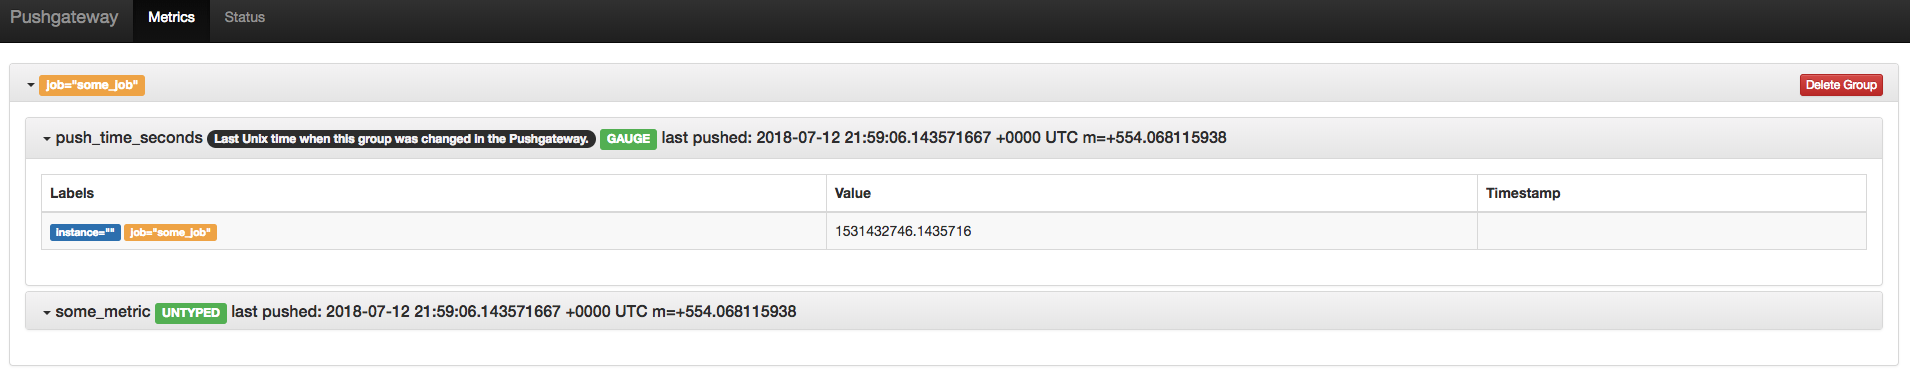 Pushgateway Metrics Status
job="some_job" Delete Group
push_time_seconds Last Unix time when this group was changed in the Pushgateway. GAUGE last pushed: 2018-07-12 21:59:06.143571667 +0000 UTC m=+554.068115938
Labels Value Timestamp
instance="" job="some_job" 1531432746.1435716
some_metric UNTYPED last pushed: 2018-07-12 21:59:06.143571667 +0000 UTC m=+554.068115938